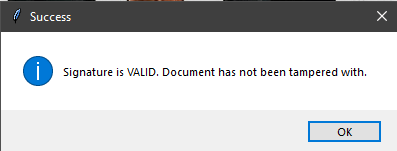 Success
Signature is VALID. Document has not been tampered with.
OK